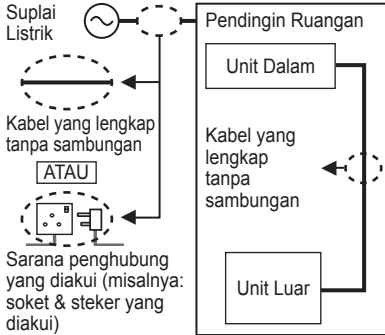 Suplai
Listrik
Pendingin Ruangan
Unit Dalam
Kabel yang lengkap
tanpa sambungan
ATAU
Kabel yang
lengkap
tanpa
sambungan
Sarana penghubung
yang diakui (misalnya:
soket & steker yang
diakui)
Unit Luar